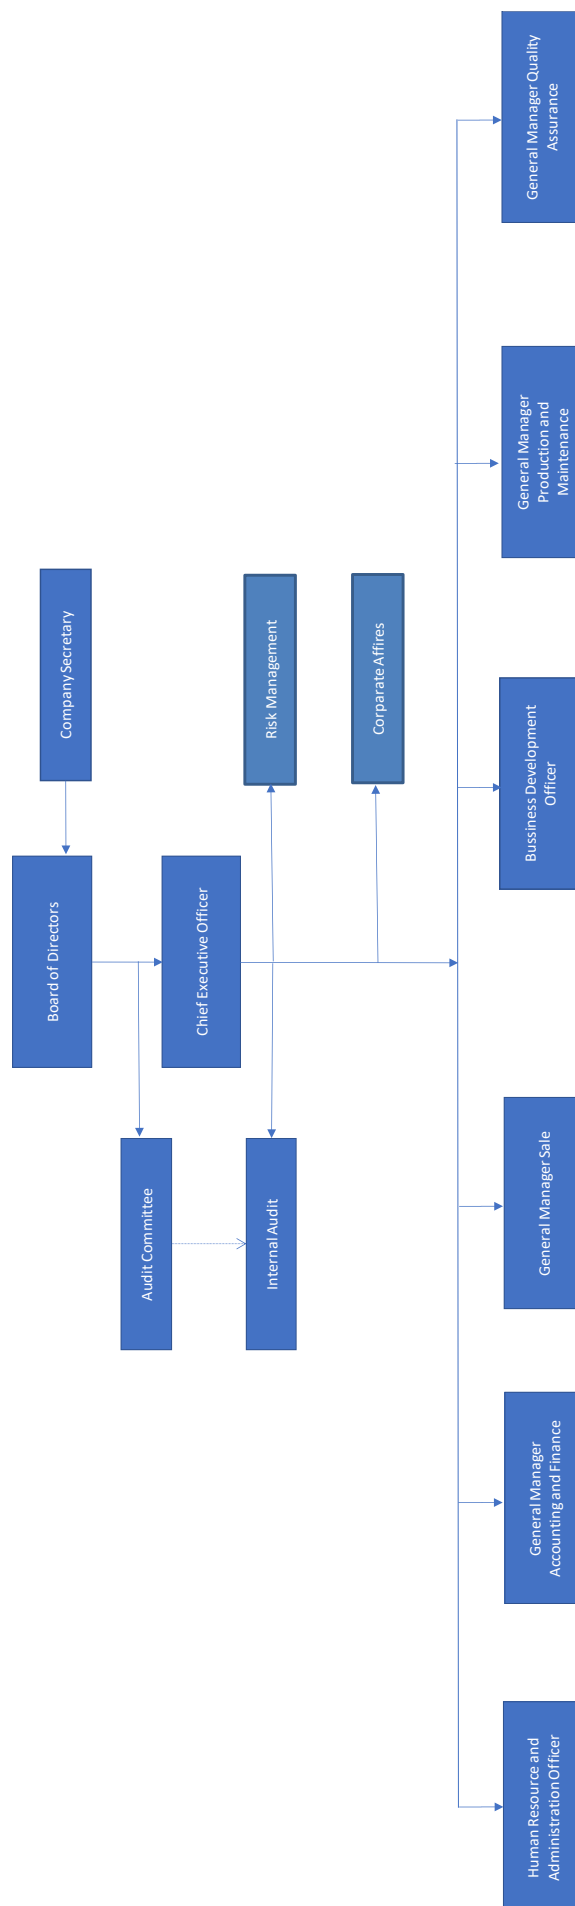 Company Secretary
Board of Directors
Chief Executive Officer
Audit Committee
Internal Audit
Risk Management
Corparate Affires
Human Resource and
Administration Officer
General Manager
Accounting and Finance
General Manager Sale
Bussiness Development
Officer
General Manager
Production and
Maintenance
General Manager Quality
Assurance